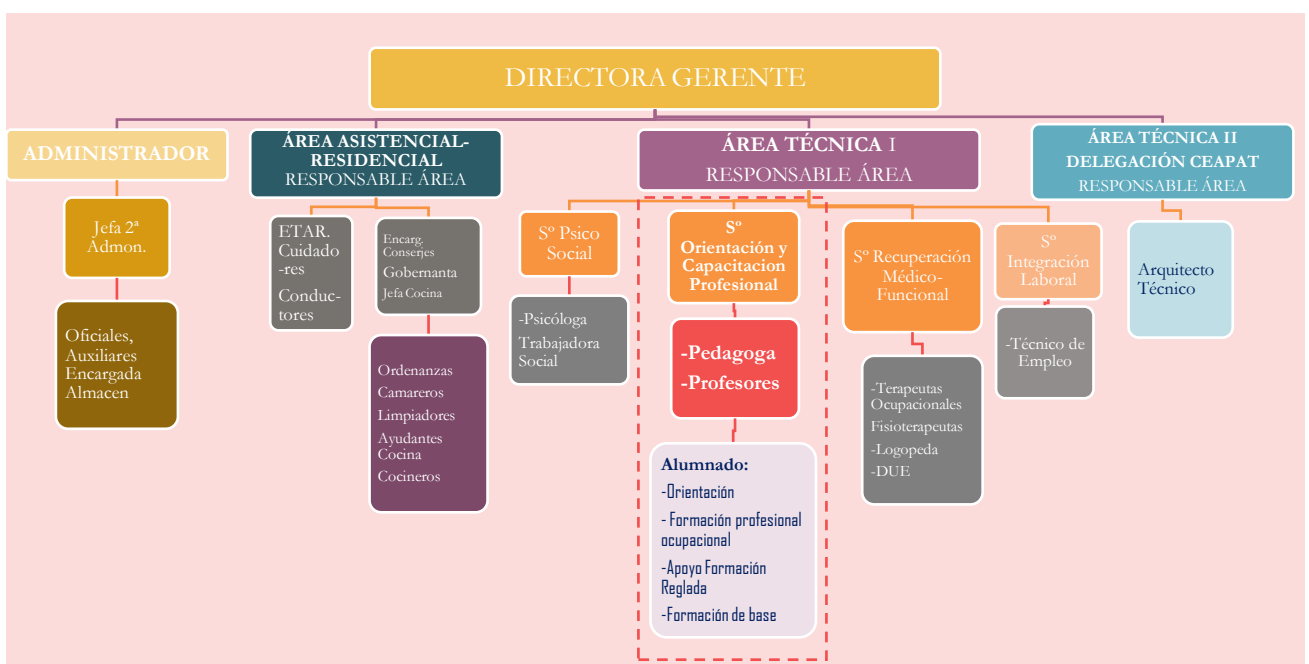 DIRECTORA GERENTE
ADMINISTRADOR
ÁREA ASISTENCIAL-
RESIDENCIAL
RESPONSABLE ÁREA
ÁREA TÉCNICA I
RESPONSABLE ÁREA
ÁREA TÉCNICA II
DELEGACIÓN CEAPAT
RESPONSABLE ÁREA
Jefa 2ª
Admon.
Oficiales,
Auxiliares
Encargada
Almacen
ETAR.
Cuidado
-res
Conduc-
tores
Encarg.
Conserjes
Gobernanta
Jefa Cocina
Ordenanzas
Camareros
Limpiadores
Ayudantes
Cocina
Cocineros
Sº Psico
Social
-Psicóloga
Trabajadora
Social
Sº
Orientación y
Capacitacion
Profesional
-Pedagoga
-Profesores
Alumnado:
-Orientación
- Formación profesional
ocupacional
-Apoyo Formación
Reglada
-Formación de base
Sº Recuperación
Médico-
Funcional
-Terapeutas
Ocupacionales
Fisioterapeutas
-Logopeda
-DUE
Sº
Integración
Laboral
-Técnico de
Empleo
Arquitecto
Técnico